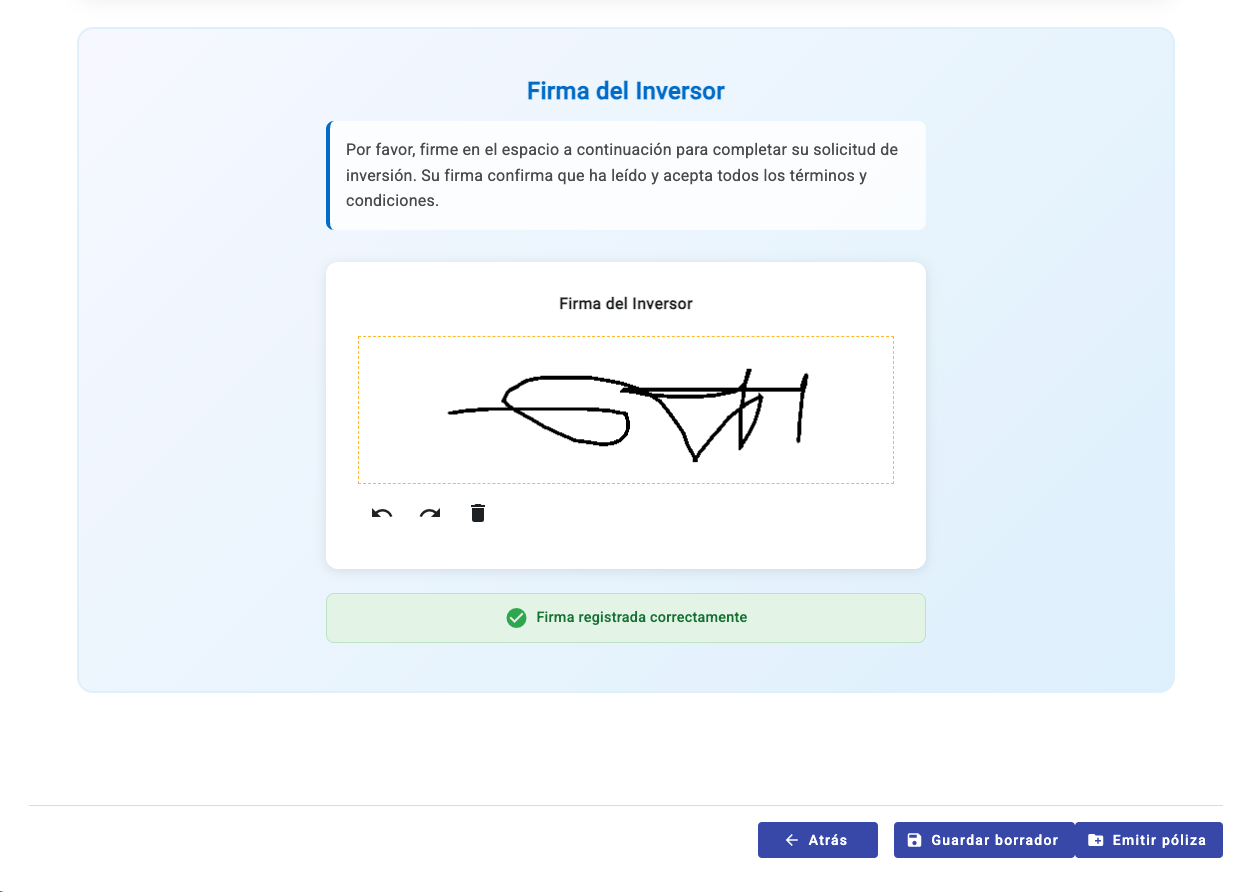 Firma del Inversor
Por favor, firme en el espacio a continuación para completar su solicitud de
inversión. Su firma confirma que ha leído y acepta todos los términos y
condiciones.
Firma del Inversor
Firma registrada correctamente
Atrás
Guardar borrador
Emitir póliza